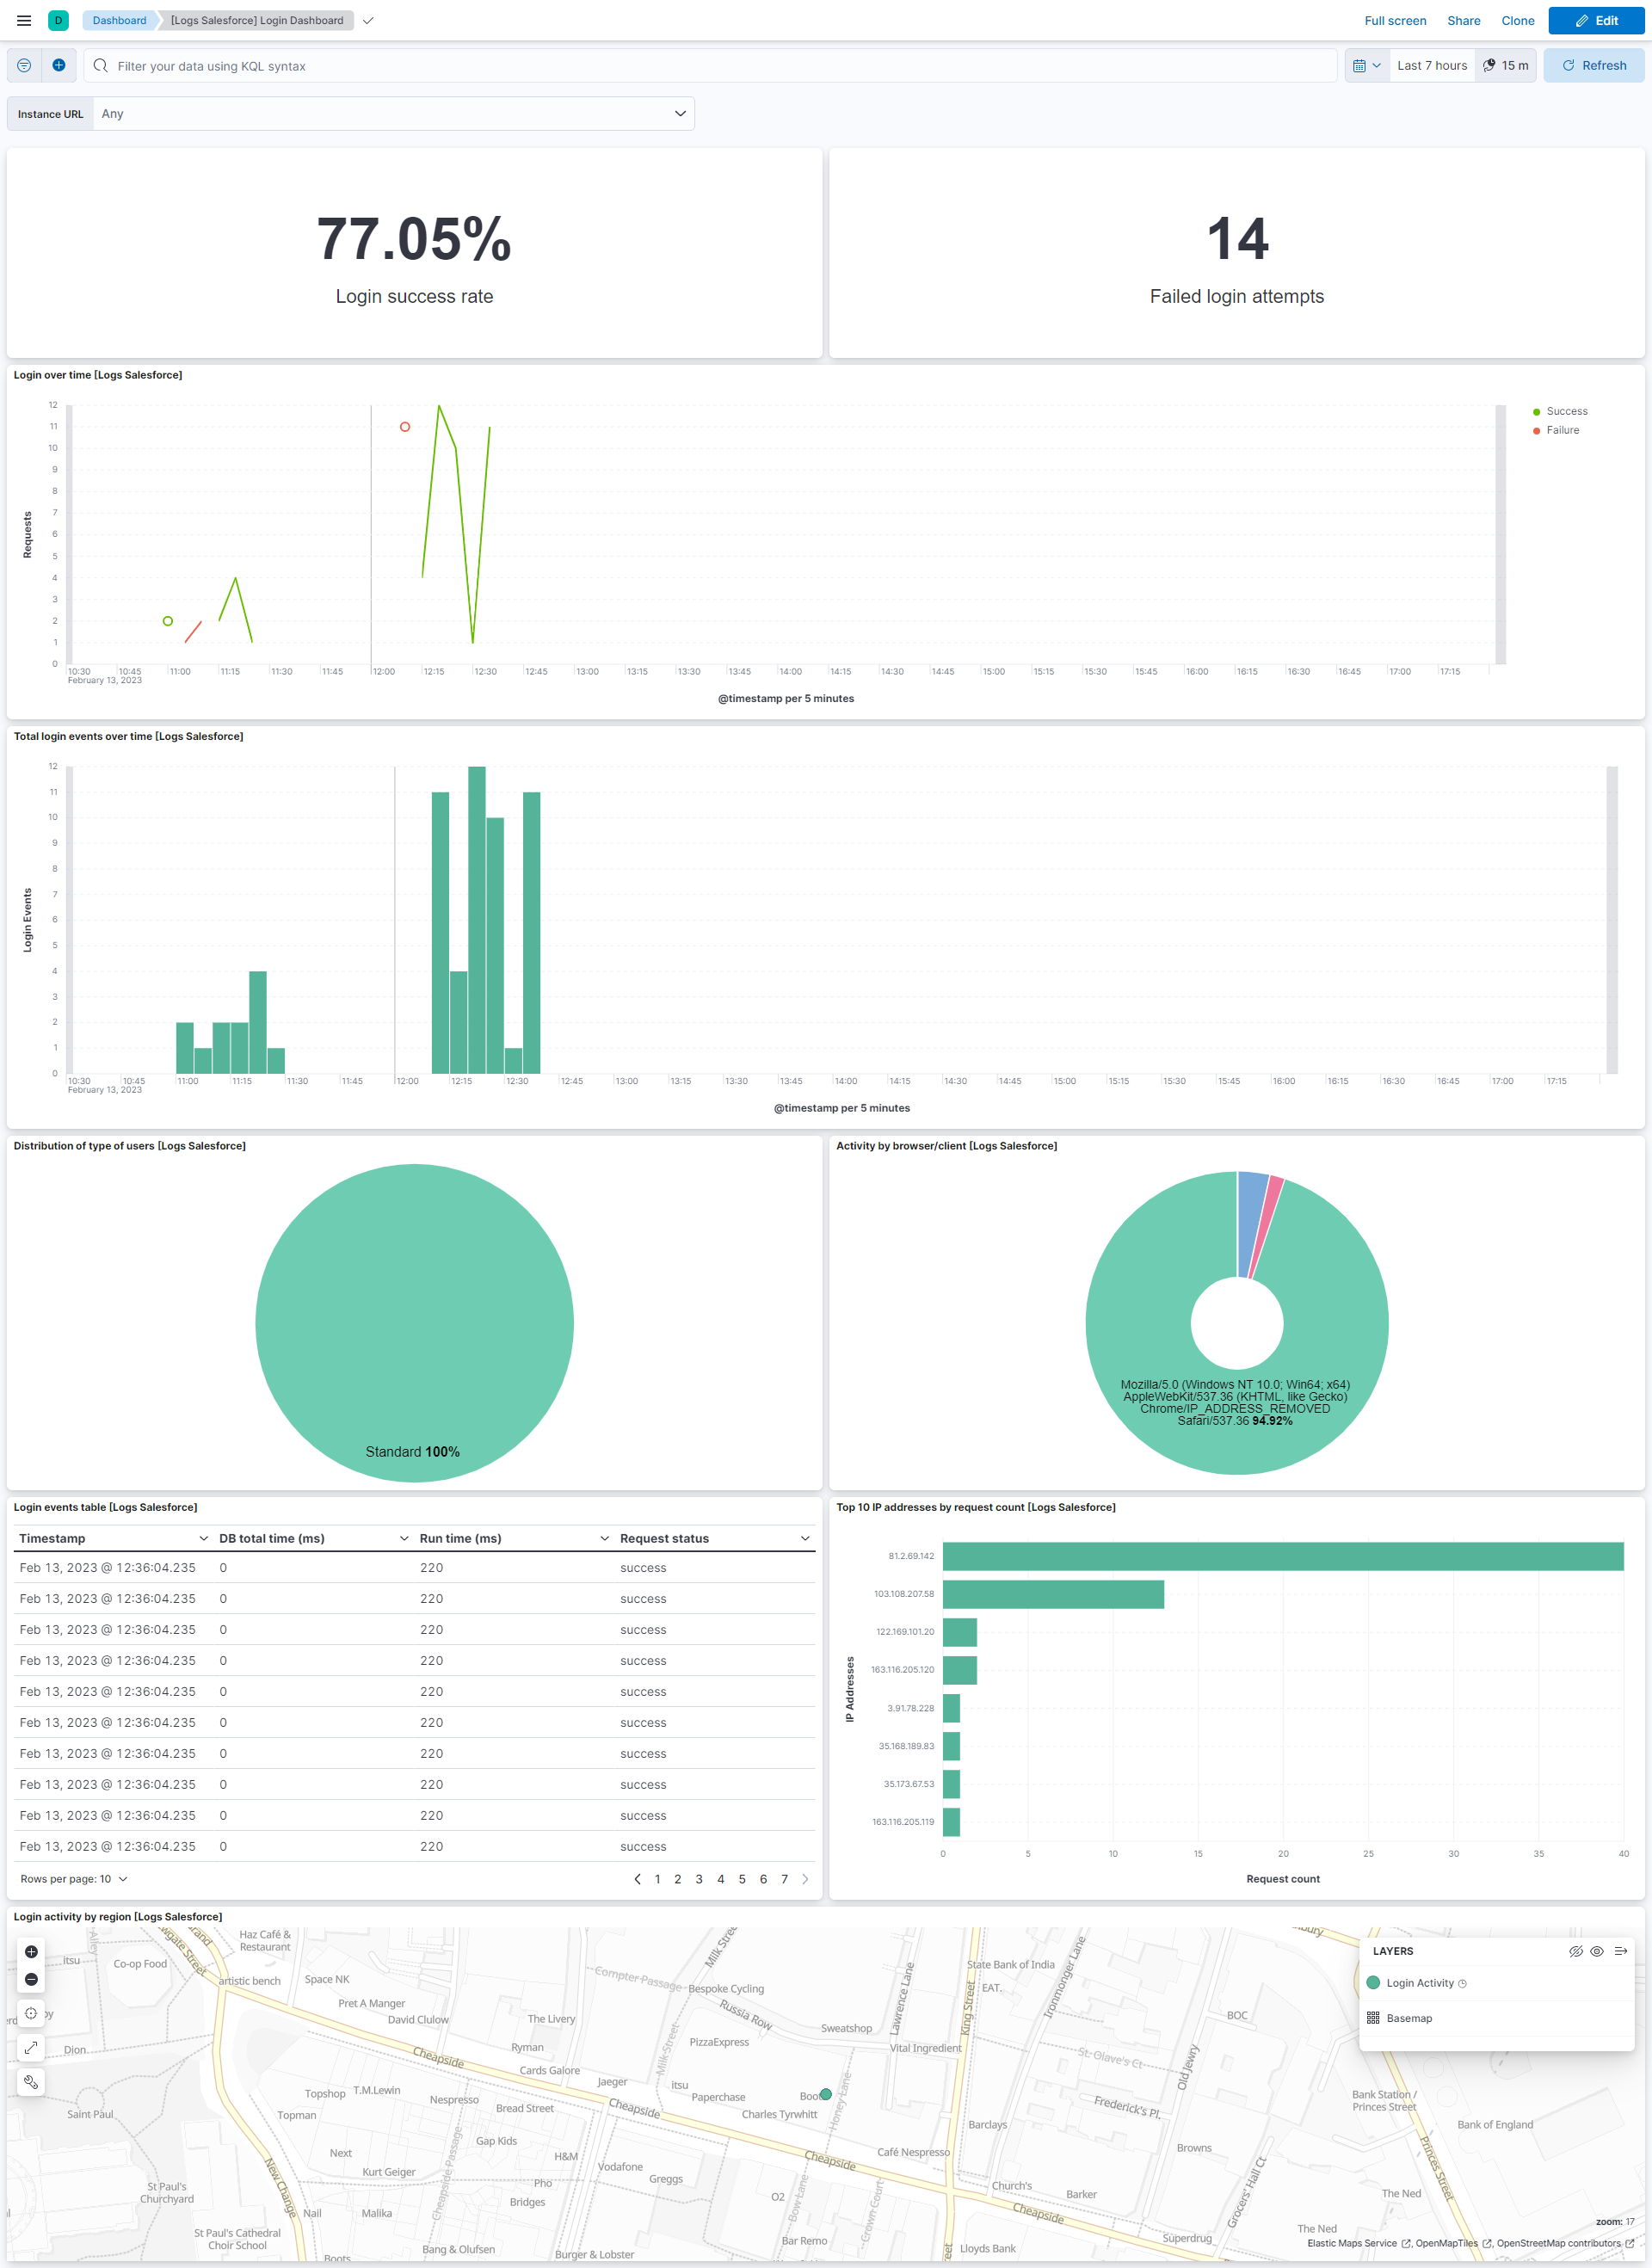 D
Dashboard
[Logs Salesforce] Login Dashboard
Full screen
Share
Clone
Edit
Filter your data using KQL syntax
Last 7 hours
15 m
Refresh
Instance URL
Any
77.05%
Login success rate
14
Failed login attempts
Login over time [Logs Salesforce]
12
11
10
9
8
7
6
5
4
3
2
1
0
Requests
10:30 10:45 11:00 11:15 11:30 11:45 12:00 12:15 12:30 12:45 13:00 13:15 13:30 13:45 14:00 14:15 14:30 14:45 15:00 15:15 15:30 15:45 16:00 16:15 16:30 16:45 17:00 17:15
February 13, 2023
@timestamp per 5 minutes
Success
Failure
Total login events over time [Logs Salesforce]
12
11
10
9
8
7
6
5
4
3
2
1
0
Login Events
10:30 10:45 11:00 11:15 11:30 11:45 12:00 12:15 12:30 12:45 13:00 13:15 13:30 13:45 14:00 14:15 14:30 14:45 15:00 15:15 15:30 15:45 16:00 16:15 16:30 16:45 17:00 17:15
February 13, 2023
@timestamp per 5 minutes
Distribution of type of users [Logs Salesforce]
Standard 100%
Activity by browser/client [Logs Salesforce]
Mozilla/5.0 (Windows NT 10.0; Win64; x64)
AppleWebKit/537.36 (KHTML, like Gecko)
Chrome/IP_ADDRESS_REMOVED
Safari/537.36 94.92%
Login events table [Logs Salesforce]
Timestamp DB total time (ms) Run time (ms) Request status
Feb 13, 2023 @ 12:36:04.235 0 220 success
Feb 13, 2023 @ 12:36:04.235 0 220 success
Feb 13, 2023 @ 12:36:04.235 0 220 success
Feb 13, 2023 @ 12:36:04.235 0 220 success
Feb 13, 2023 @ 12:36:04.235 0 220 success
Feb 13, 2023 @ 12:36:04.235 0 220 success
Feb 13, 2023 @ 12:36:04.235 0 220 success
Feb 13, 2023 @ 12:36:04.235 0 220 success
Feb 13, 2023 @ 12:36:04.235 0 220 success
Feb 13, 2023 @ 12:36:04.235 0 220 success
Rows per page: 10
1 2 3 4 5 6 7
Top 10 IP addresses by request count [Logs Salesforce]
IP Addresses
81.2.69.142
103.108.207.58
122.169.101.20
163.116.205.120
3.91.78.228
35.168.189.83
35.173.67.53
163.116.205.119
0 5 10 15 20 25 30 35 40
Request count
Login activity by region [Logs Salesforce]
Haz Café &
Restaurant
itsu
Co-op Food
artistic bench
Space NK
Pret A Manger
David Clulow
Dion
Compter Passage
Milk Street
Bespoke Cycling
Russia Row
The Livery
PizzaExpress
Sweatshop
Lawrence Lane
King Street
State Bank of India
EAT.
Ironmonger Lane
Vital Ingredient
St. Olave's Ct
Old Jewry
BOC
LAYERS
Login Activity
Basemap
Cheapside
Ryman
Cards Galore
Jaeger
itsu
Milk Street
Topshop
T.M.Lewin
Nespresso
Topman
Bread Street
Cheapside
Paperchase
Charles Tyrwhitt
Honey Lane
Frederick's Pl.
Bank Station /
Princes Street
Bank of England
Saint Paul
Barclays
Gap Kids
Next
H&M
Kurt Geiger
Cheapside Passage
Vodafone
Greggs
Pho
Bridges
Cheapside
Café Nespresso
Browns
Princes Street
St Paul's
Churchyard
New Change
Nail
Malika
O2
Bow Lane
Crown Court
Church's
Barker
Cheapside
Grocers' Hall Ct
The Ned
St Paul's Cathedral
Choir School
Boots
Bang & Olufsen
Burger & Lobster
Bar Remo
Lloyds Bank
Superdrug
The Ned
zoom: 17
Elastic Maps Service , OpenMapTiles , OpenStreetMap contributors